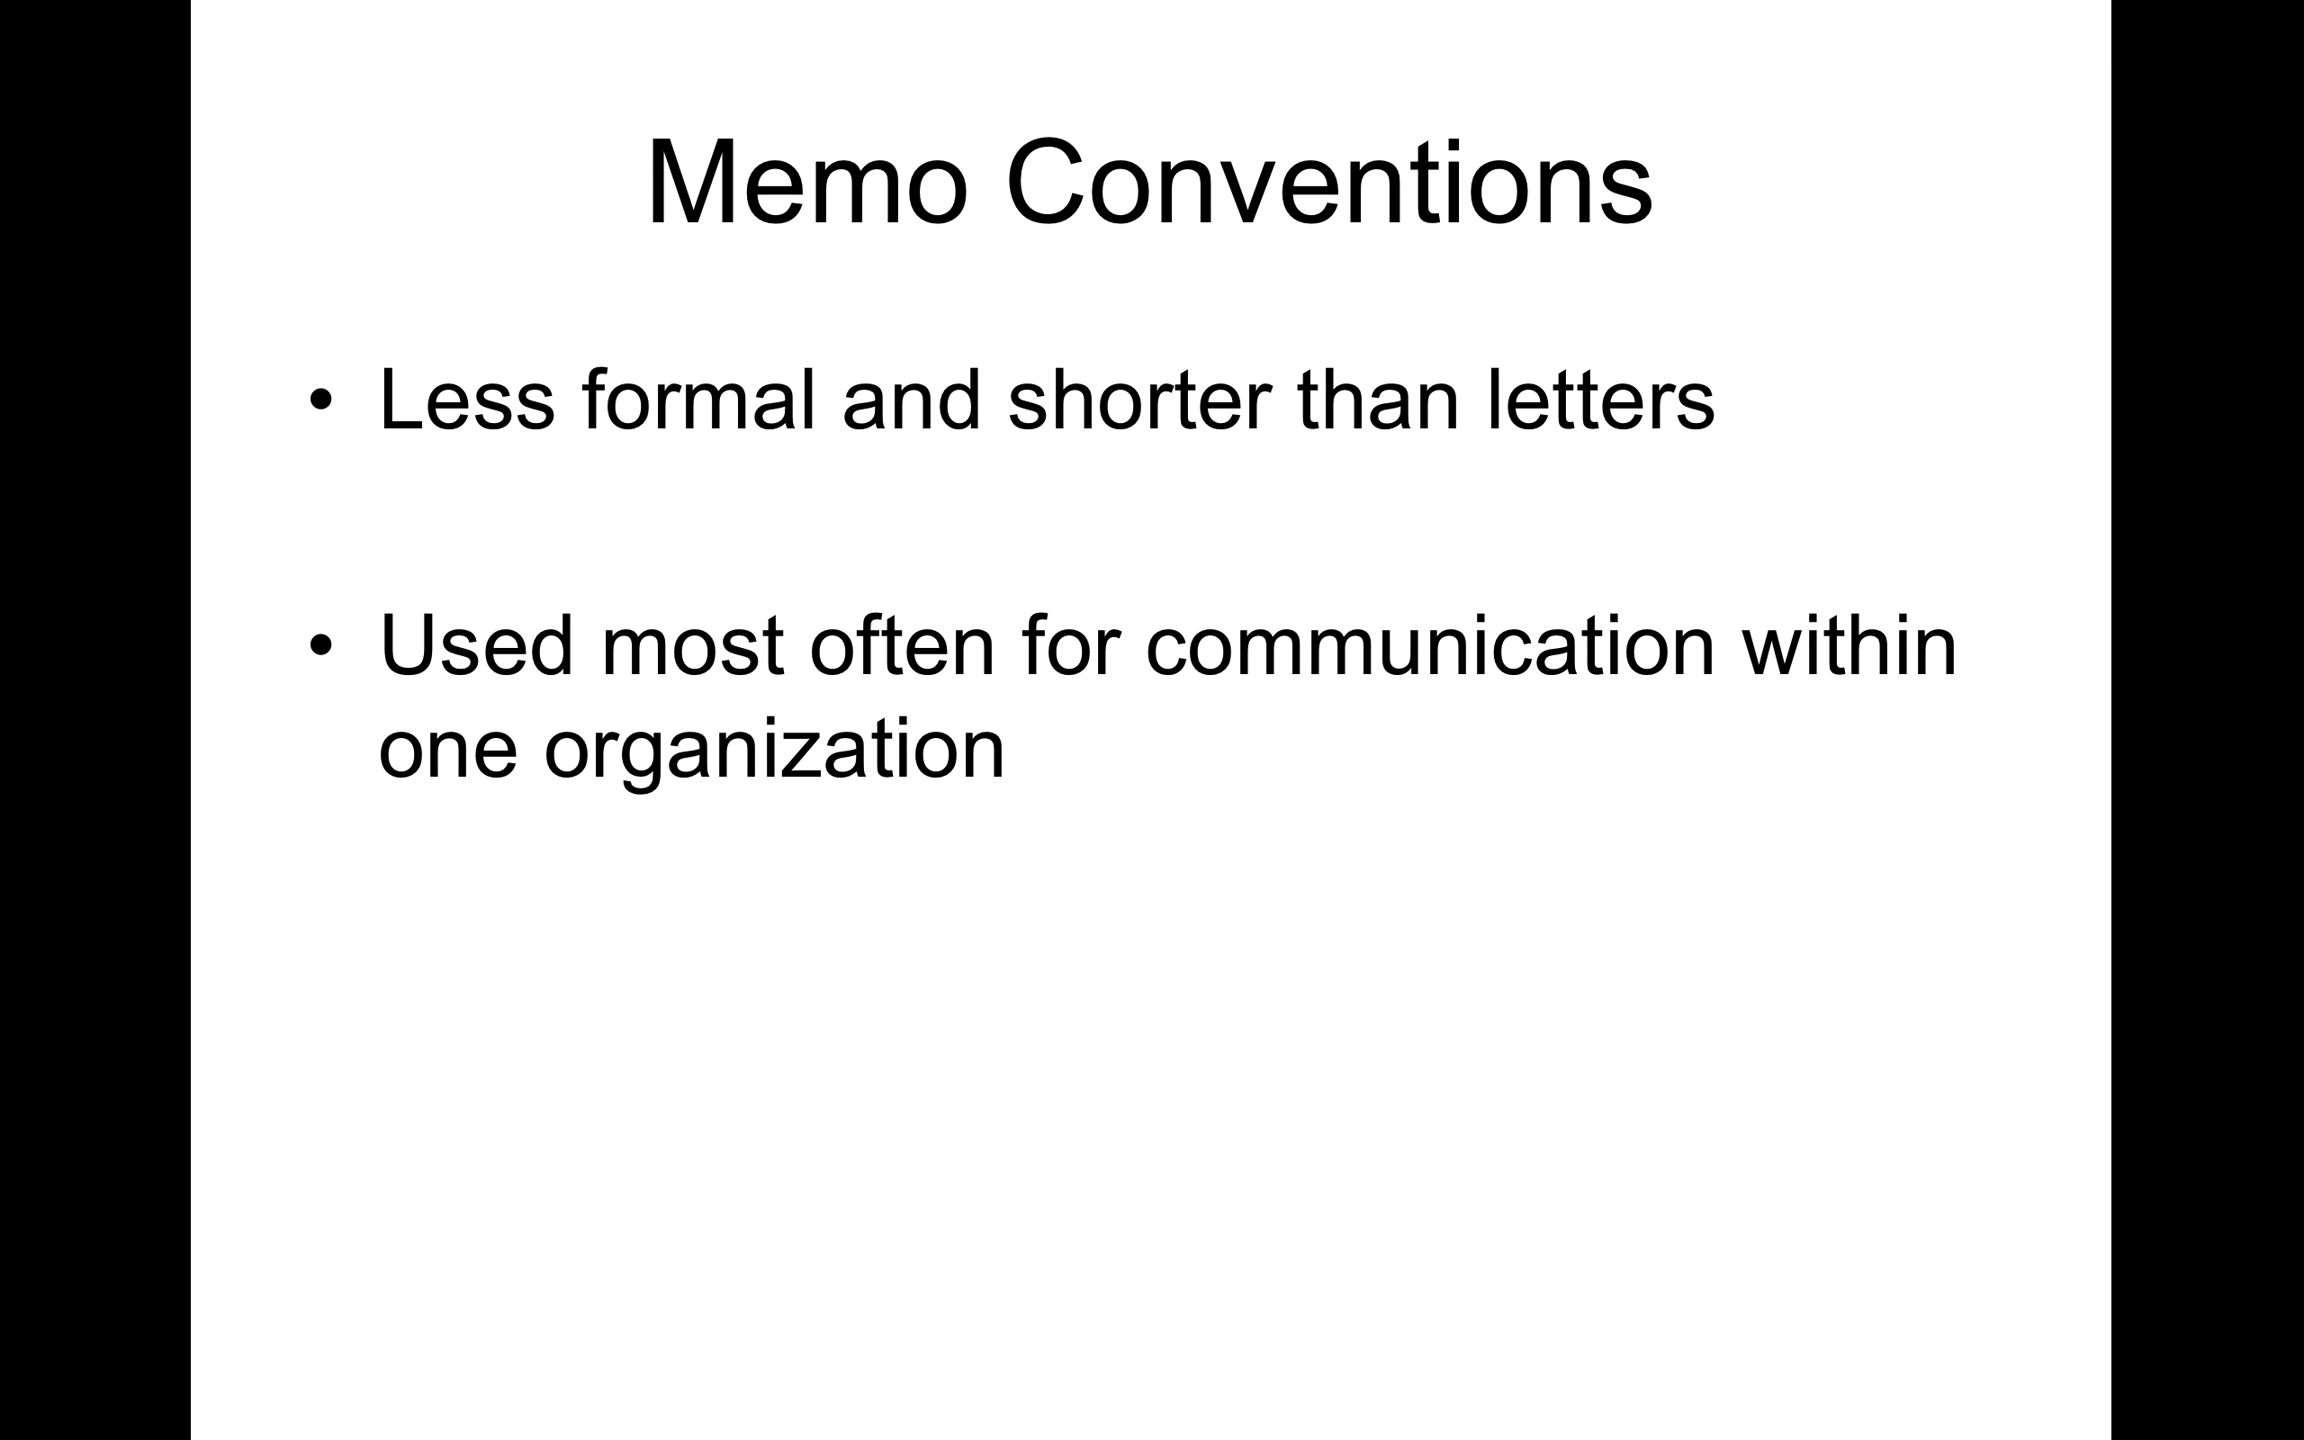 Memo Conventions
• Less formal and shorter than letters
• Used most often for communication within
one organization